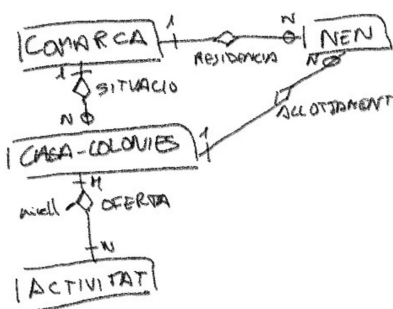 COMARCA 1 N NEN
RESIDENCIA
1 SITUACIO N
N ALLOTJAMENT
CASA-COLONIES 1
M
nivell OFERTA
N
ACTIVITAT